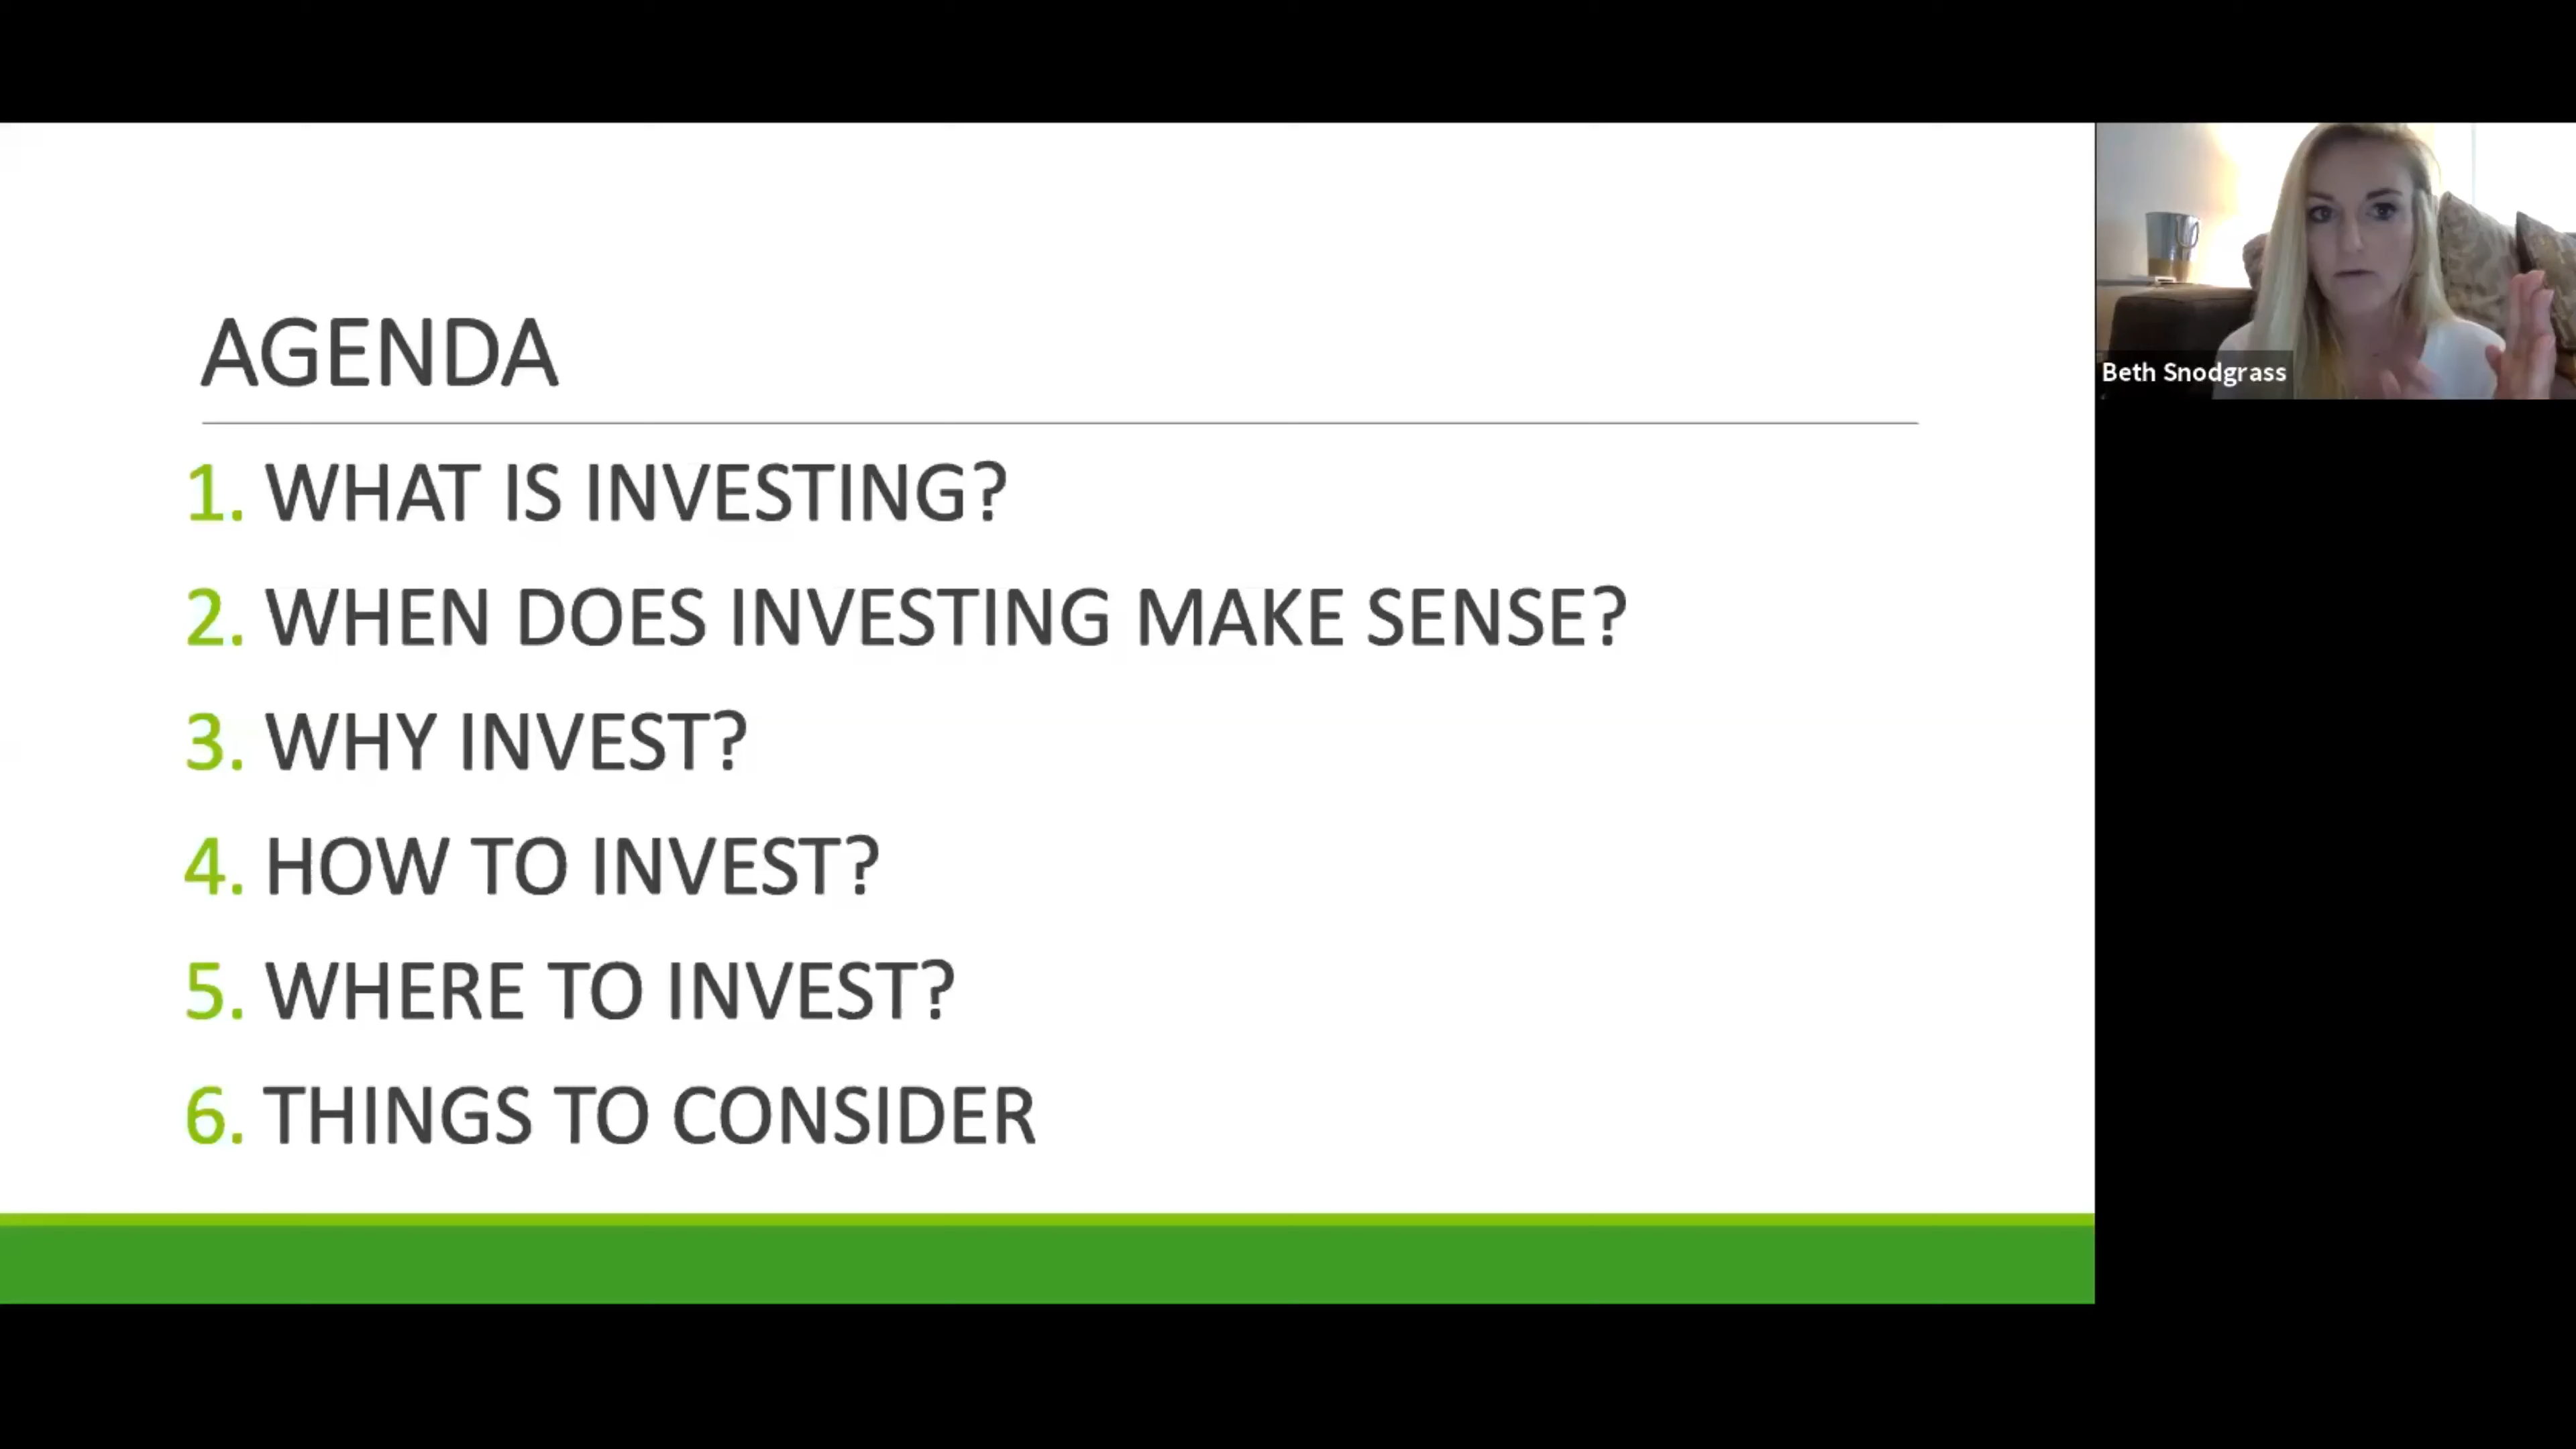 AGENDA
1. WHAT IS INVESTING?
2. WHEN DOES INVESTING MAKE SENSE?
3. WHY INVEST?
4. HOW TO INVEST?
5. WHERE TO INVEST?
6. THINGS TO CONSIDER
Beth Snodgrass